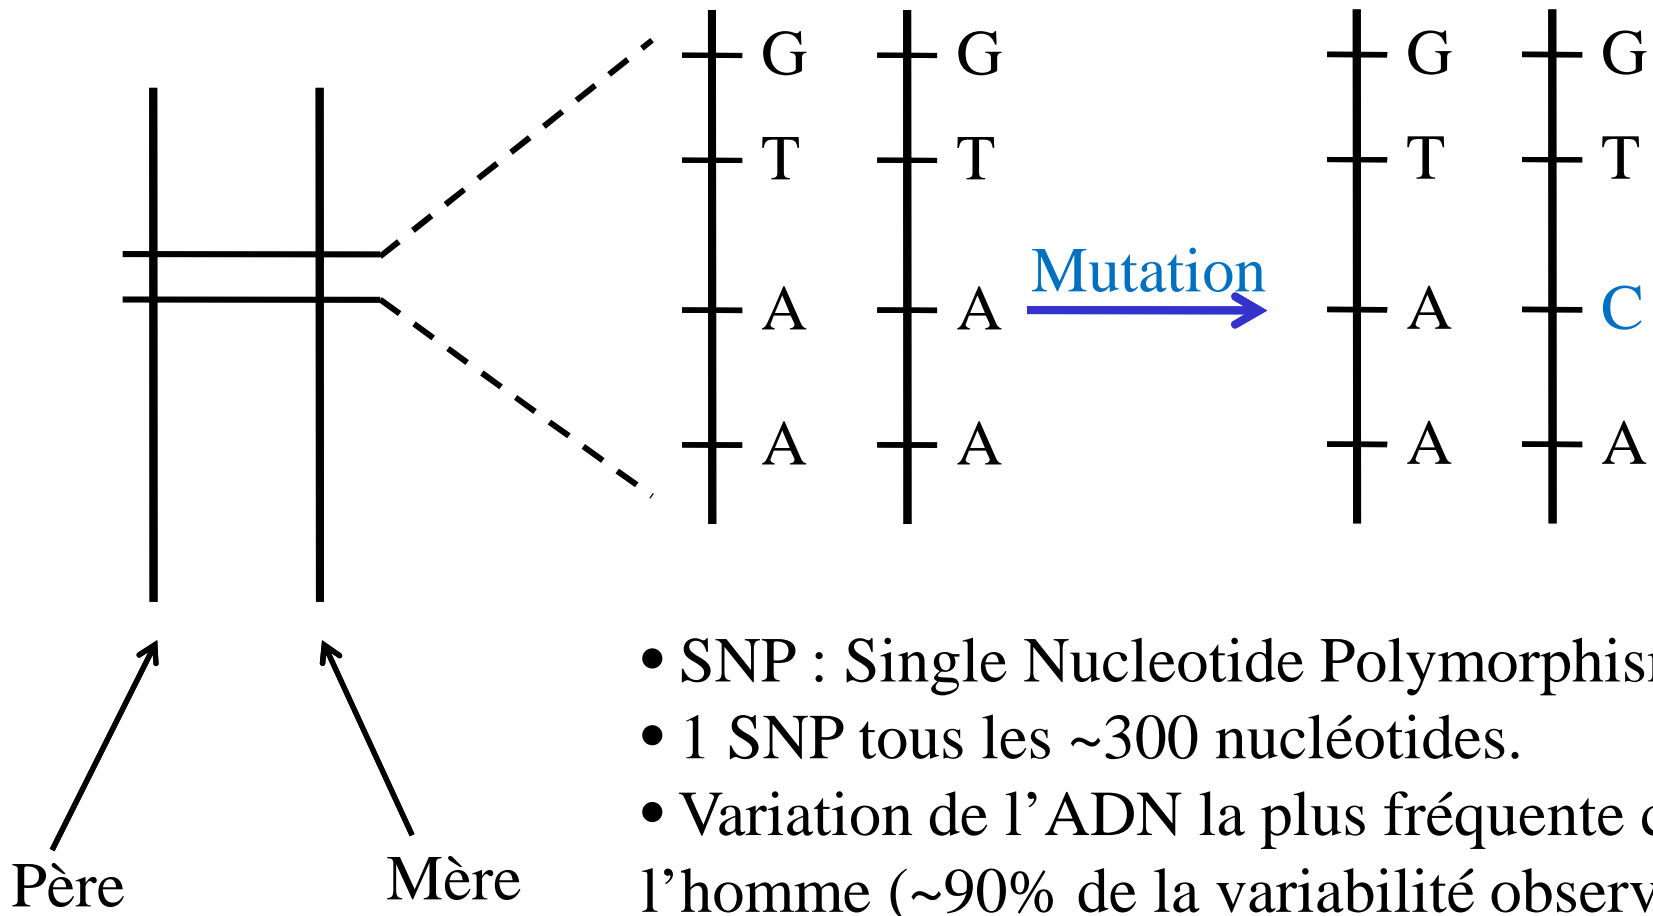 G G G G
T T T T
Mutation
A A A C
A A A A
• SNP : Single Nucleotide
• 1 SNP tous les ~300 nucléotides.
• Variation de l’ADN la plus fréquente
l’homme (~90% de la variabilité
Père Mère